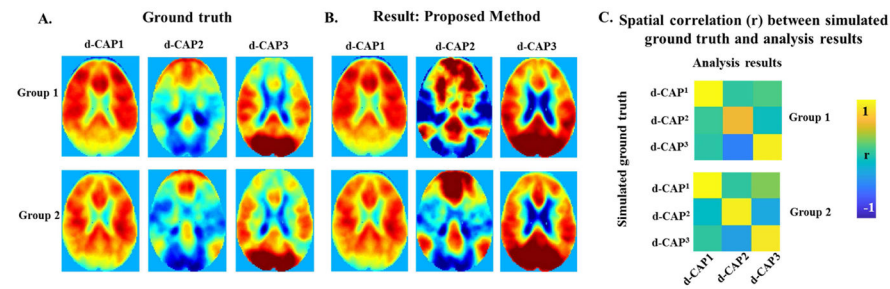 A.
Ground truth
d-CAP1
d-CAP2
d-CAP3
Group 1
Group 2
B.
Result: Proposed Method
d-CAP1
d-CAP2
d-CAP3
C. Spatial correlation (r) between simulated
ground truth and analysis results
Analysis results
Simulated ground truth
d-CAP1
d-CAP2
d-CAP3
Group 1
d-CAP1
d-CAP2
d-CAP3
Group 2
d-CAP1
d-CAP2
d-CAP3
1
r
-1